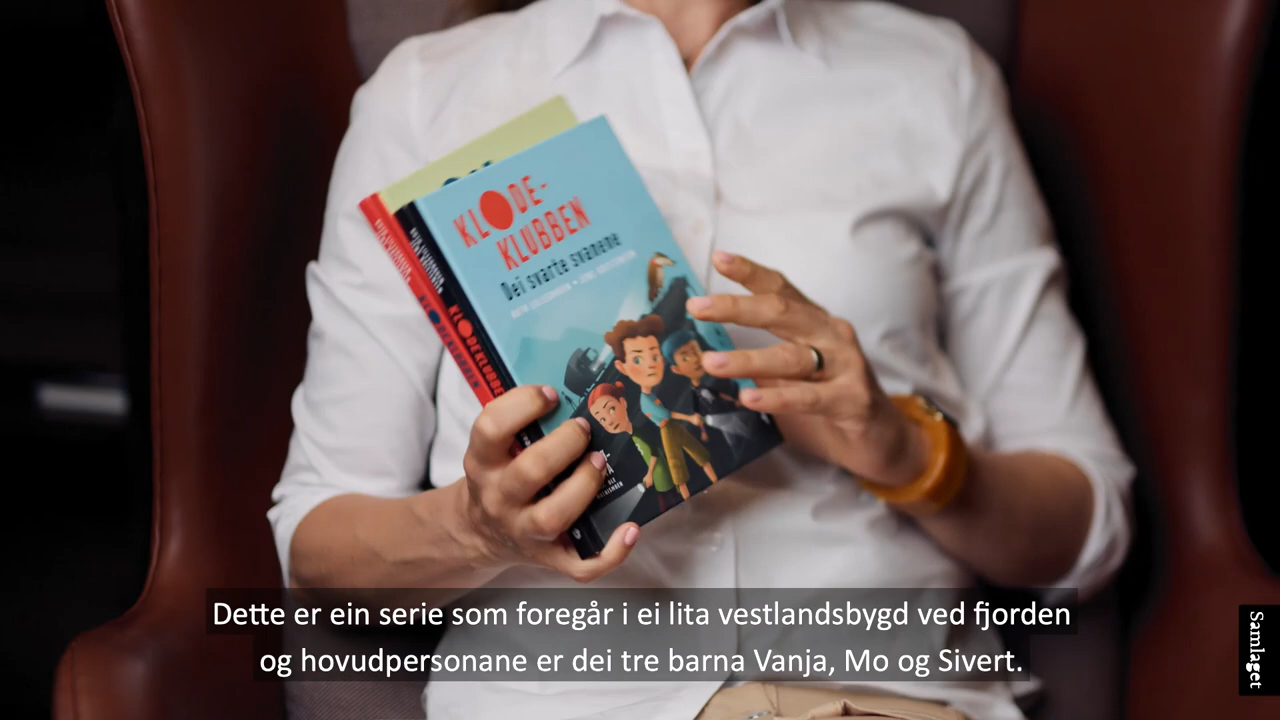 KLODE-
KLUBBEN
Dei svarte svanene
KLODEKLUBBEN
Dette er ein serie som foregår i ei lita vestlandsbygd ved fjorden
og hovudpersonane er dei tre barna Vanja, Mo og Sivert.
Samlaget